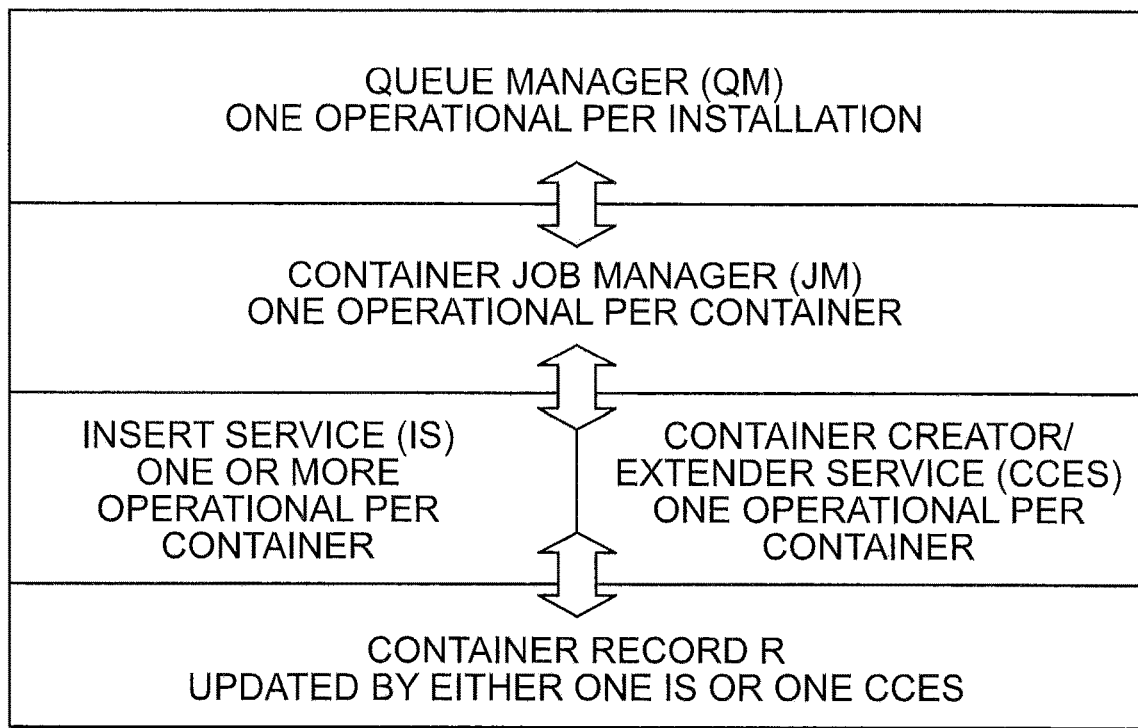 QUEUE MANAGER (QM)
ONE OPERATIONAL PER INSTALLATION
CONTAINER JOB MANAGER (JM)
ONE OPERATIONAL PER CONTAINER
INSERT SERVICE (IS)
ONE OR MORE
OPERATIONAL PER
CONTAINER
CONTAINER CREATOR/
EXTENDER SERVICE (CCES)
ONE OPERATIONAL PER
CONTAINER
CONTAINER RECORD R
UPDATED BY EITHER ONE IS OR ONE CCES